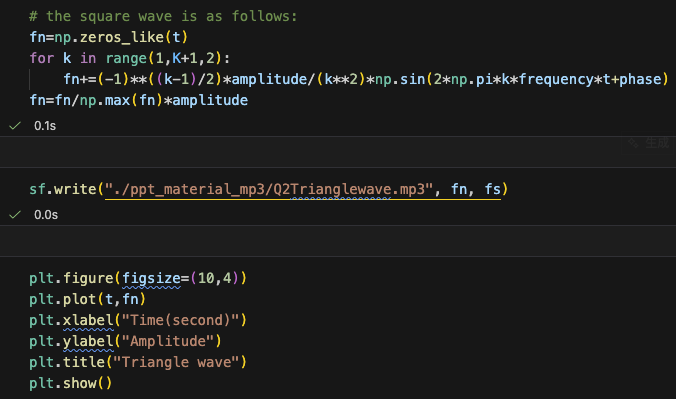 # the square wave is as follows:
fn=np.zeros_like(t)
for k in range(1,K+1,2):
    fn+=(-1)**((k-1)/2)*amplitude/(k**2)*np.sin(2*np.pi*k*frequency*t+phase)
fn=fn/np.max(fn)*amplitude
0.1s
生成
sf.write("./ppt_material_mp3/Q2Trianglewave.mp3", fn, fs)
0.0s
plt.figure(figsize=(10,4))
plt.plot(t,fn)
plt.xlabel("Time(second)")
plt.ylabel("Amplitude")
plt.title("Triangle wave")
plt.show()